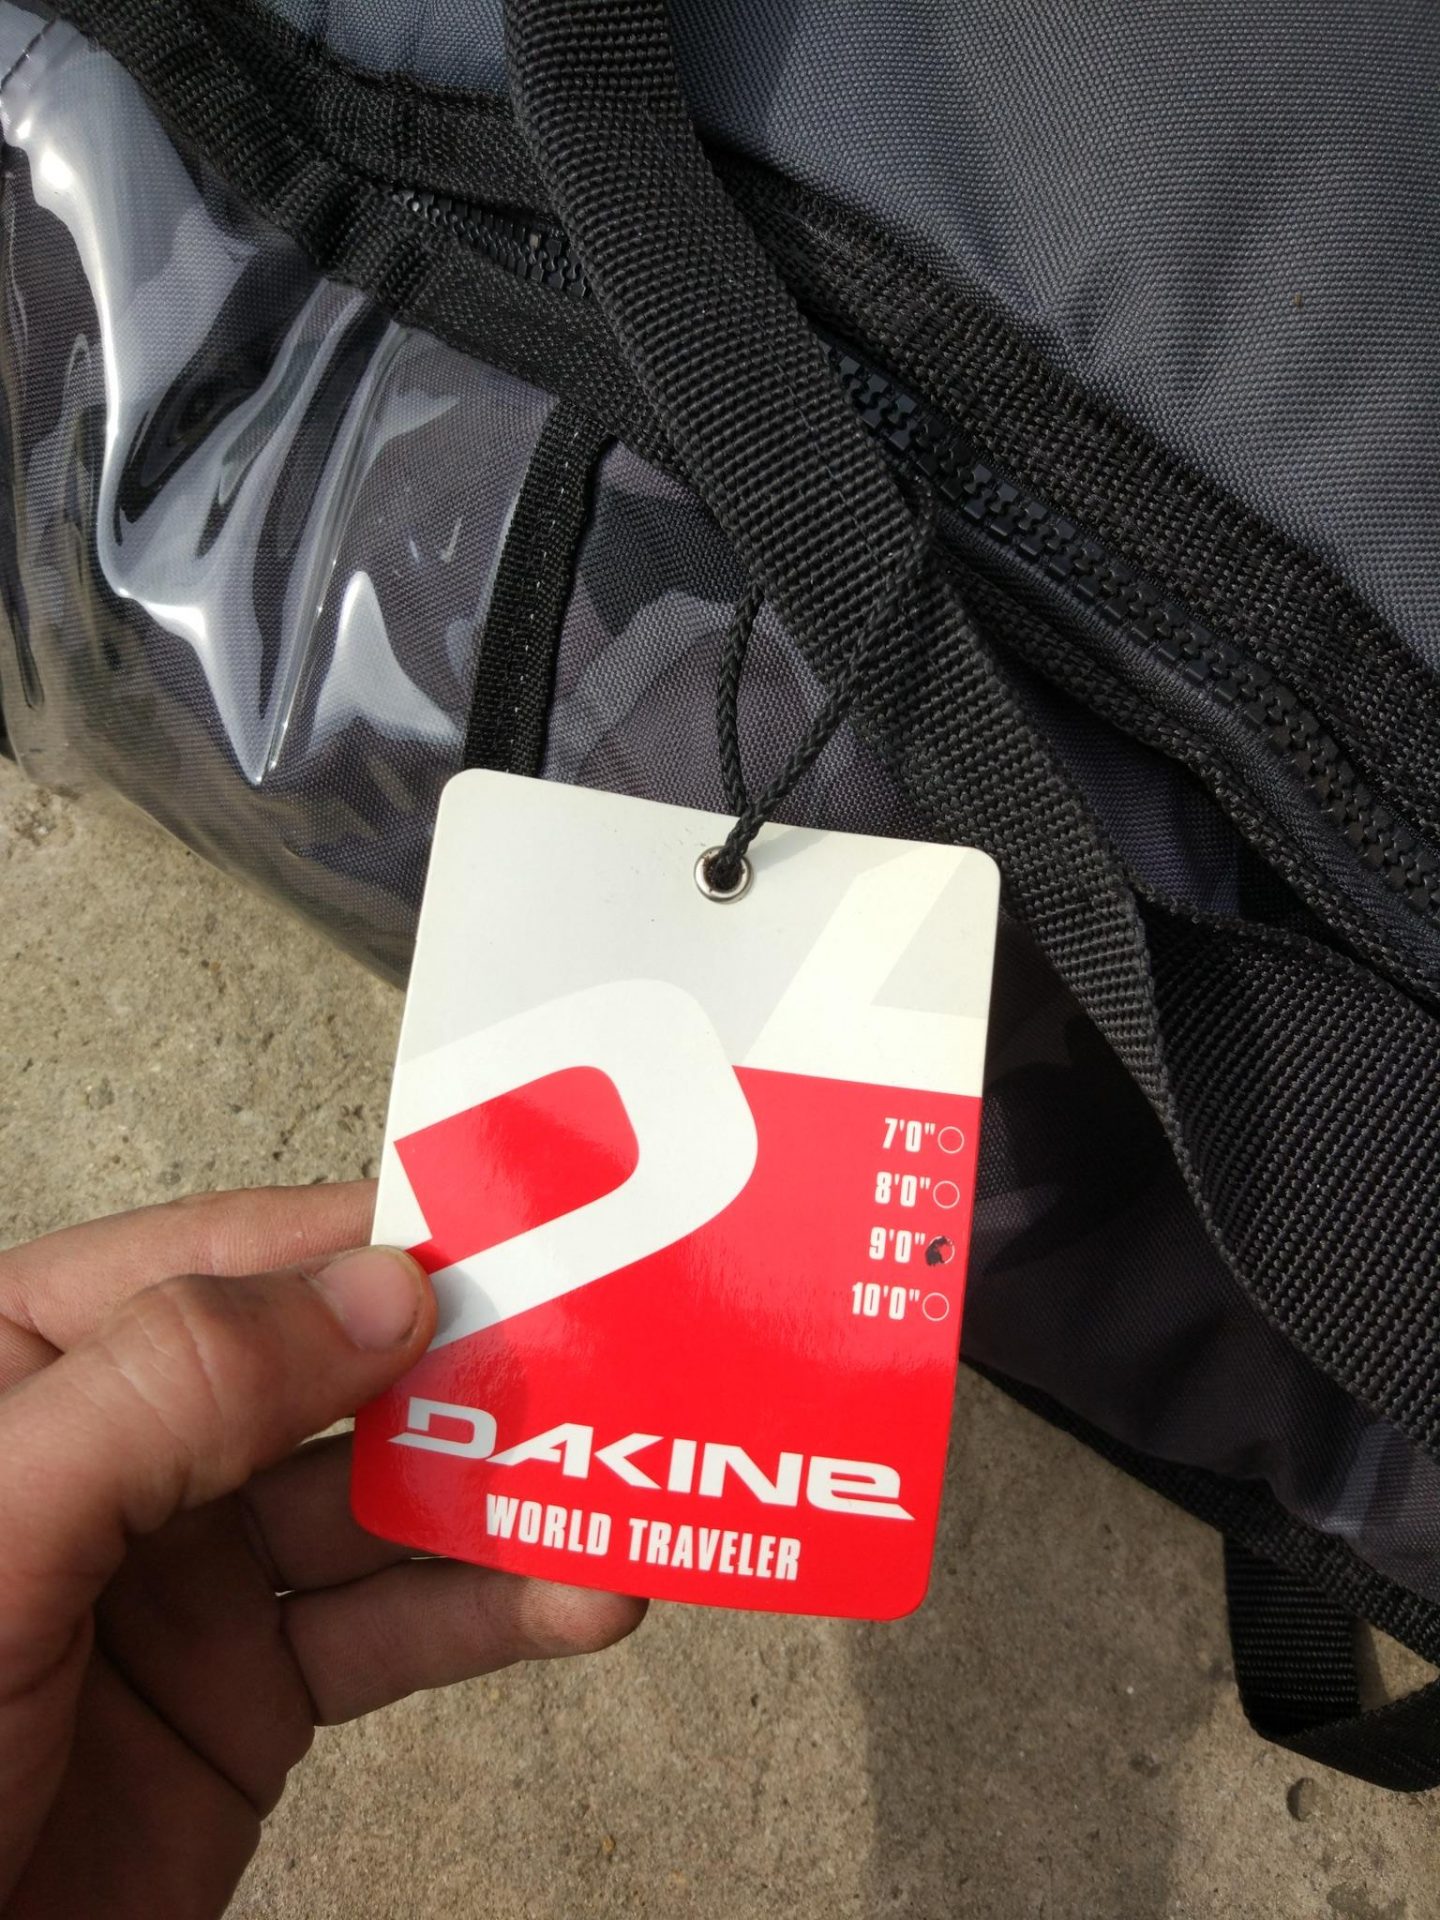 7'0"
8'0"
9'0"
10'0"
DAKINE
WORLD TRAVELER